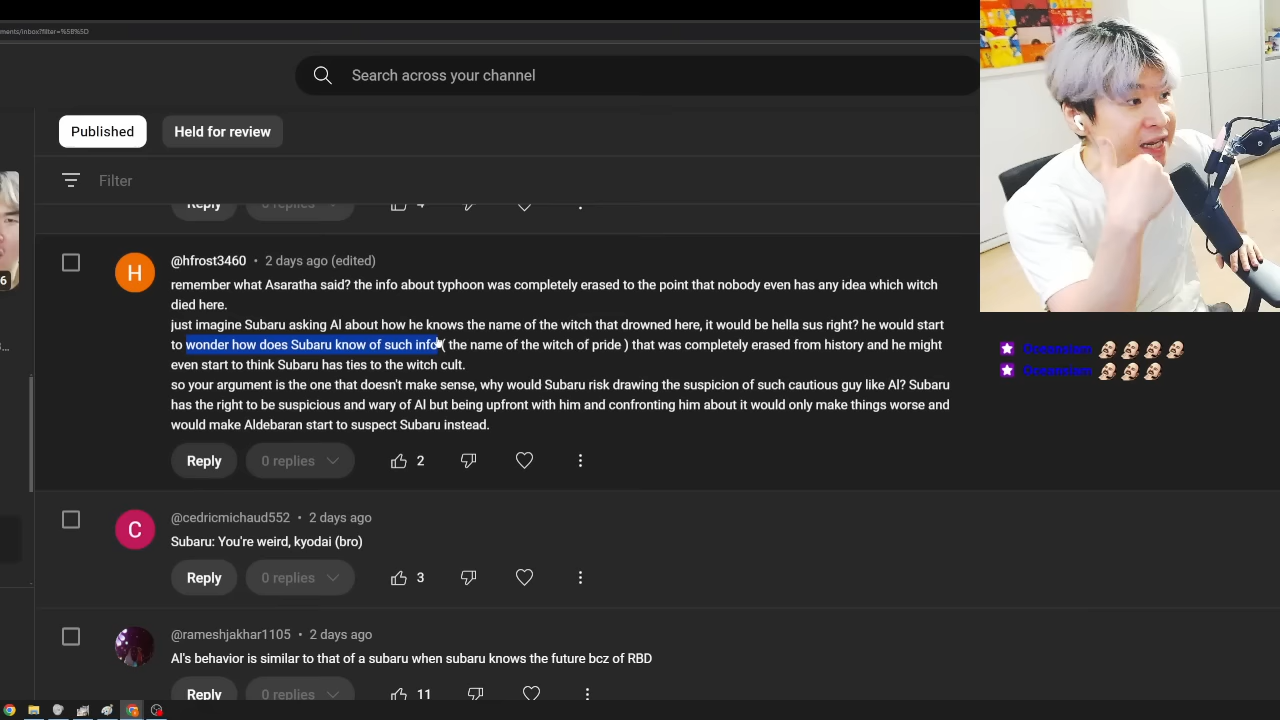 ments/inbox?filter=%5B%5D
Search across your channel
Published
Held for review
Filter
Reply
0 replies
4
H
@hfrost3460 • 2 days ago (edited)
remember what Asaratha said? the info about typhoon was completely erased to the point that nobody even has any idea which witch
died here.
just imagine Subaru asking Al about how he knows the name of the witch that drowned here, it would be hella sus right? he would start
to wonder how does Subaru know of such info ( the name of the witch of pride ) that was completely erased from history and he might
even start to think Subaru has ties to the witch cult.
so your argument is the one that doesn't make sense, why would Subaru risk drawing the suspicion of such cautious guy like Al? Subaru
has the right to be suspicious and wary of Al but being upfront with him and confronting him about it would only make things worse and
would make Aldebaran start to suspect Subaru instead.
Reply
0 replies
2
C
@cedricmichaud552 • 2 days ago
Subaru: You're weird, kyodai (bro)
Reply
0 replies
3
@rameshjakhar1105 • 2 days ago
Al's behavior is similar to that of a subaru when subaru knows the future bcz of RBD
Reply
0 replies
11
6